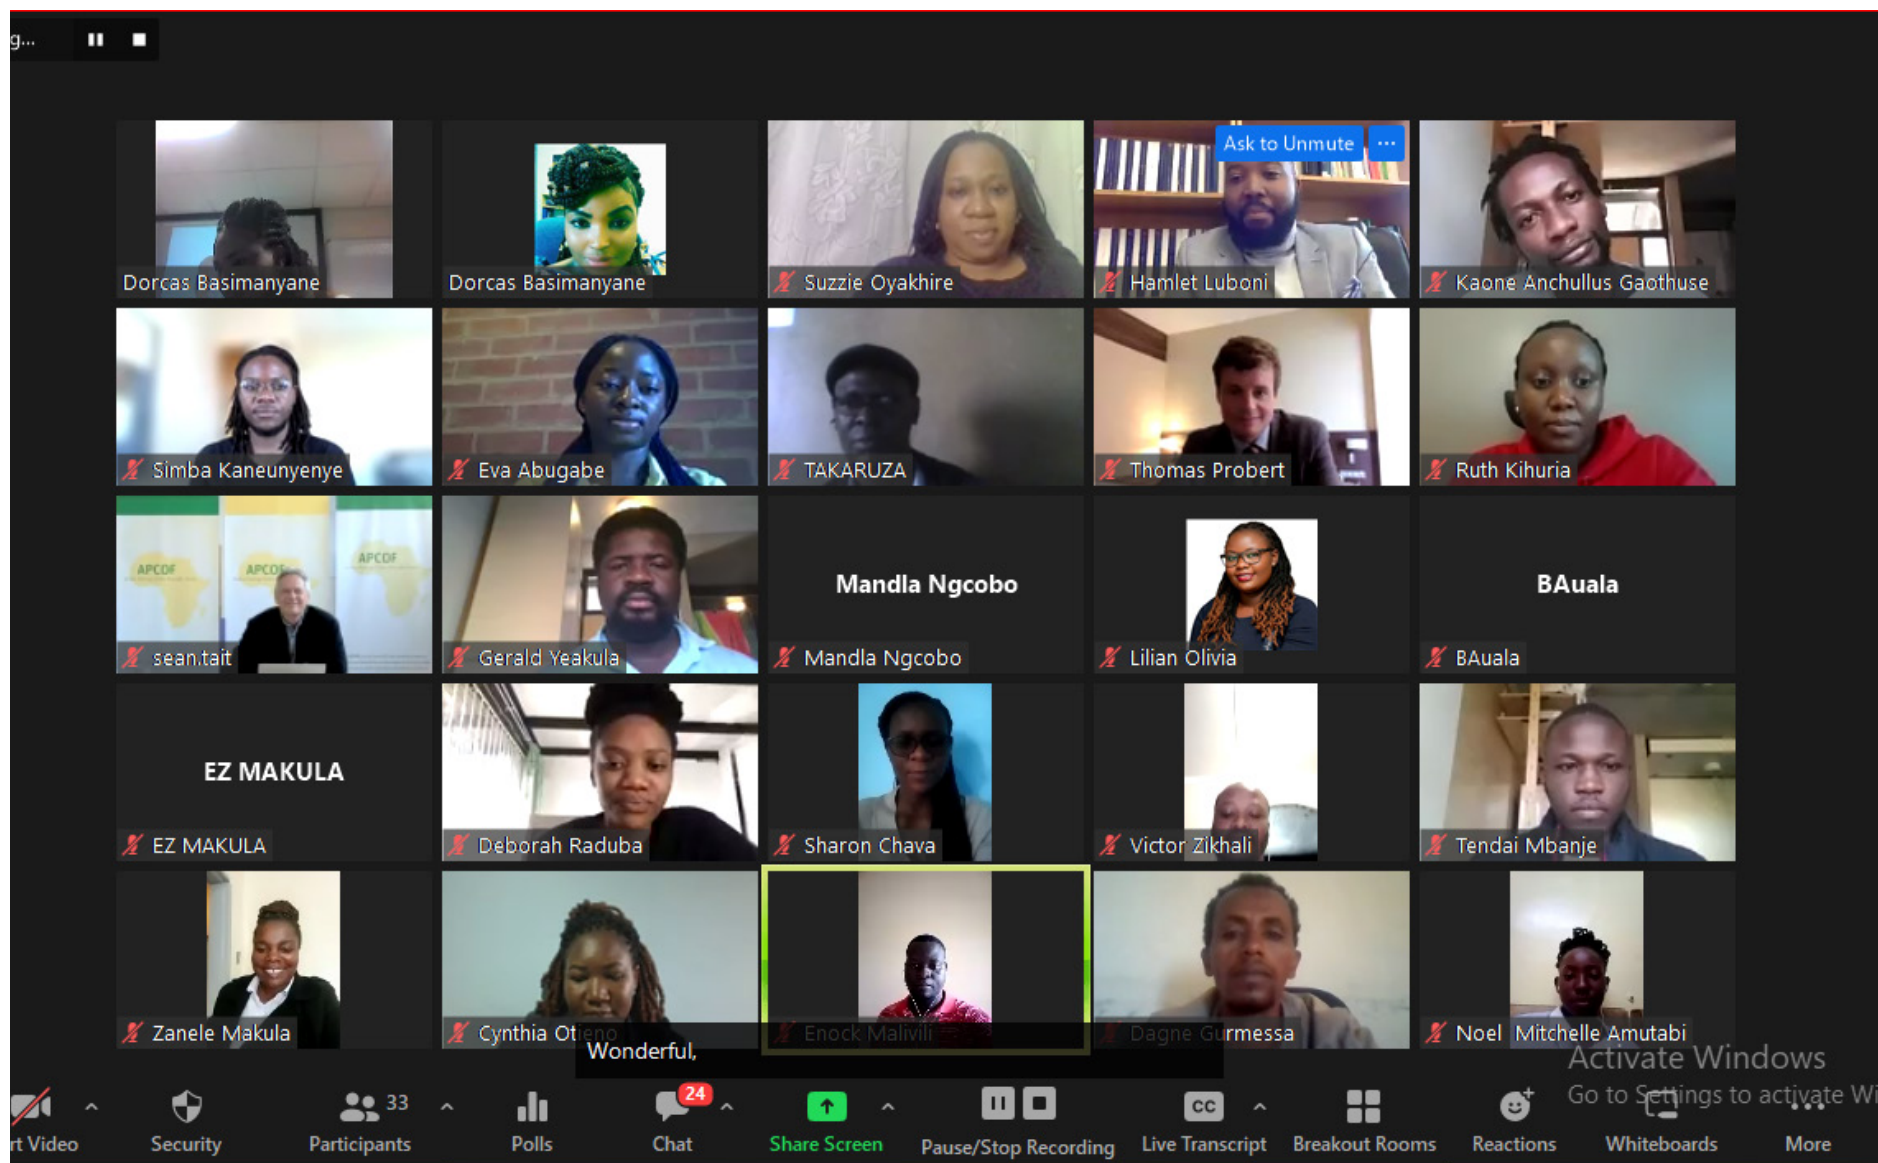 g...
Ask to Unmute ...
Dorcas Basimanyane
Dorcas Basimanyane
Suzzie Oyakhire
Hamlet Luboni
Kaone Anchullus Gaothuse
Simba Kaneunyenye
Eva Abugabe
TAKARUZA
Thomas Probert
Ruth Kihuria
APCOF
APCOF
APCOF
Mandla Ngcobo
BAuala
sean.tait
Gerald Yeakula
Mandla Ngcobo
Lilian Olivia
BAuala
EZ MAKULA
EZ MAKULA
Deborah Raduba
Sharon Chava
Victor Zikhali
Tendai Mbanje
Zanele Makula
Cynthia Otieno
Enock Malivili
Dagne Gurmessa
Noel Mitchelle Amutabi
Wonderful,
Activate Windows
Go to Settings to activate Wi
33
24
CC
rt Video
Security
Participants
Polls
Chat
Share Screen
Pause/Stop Recording
Live Transcript
Breakout Rooms
Reactions
Whiteboards
More